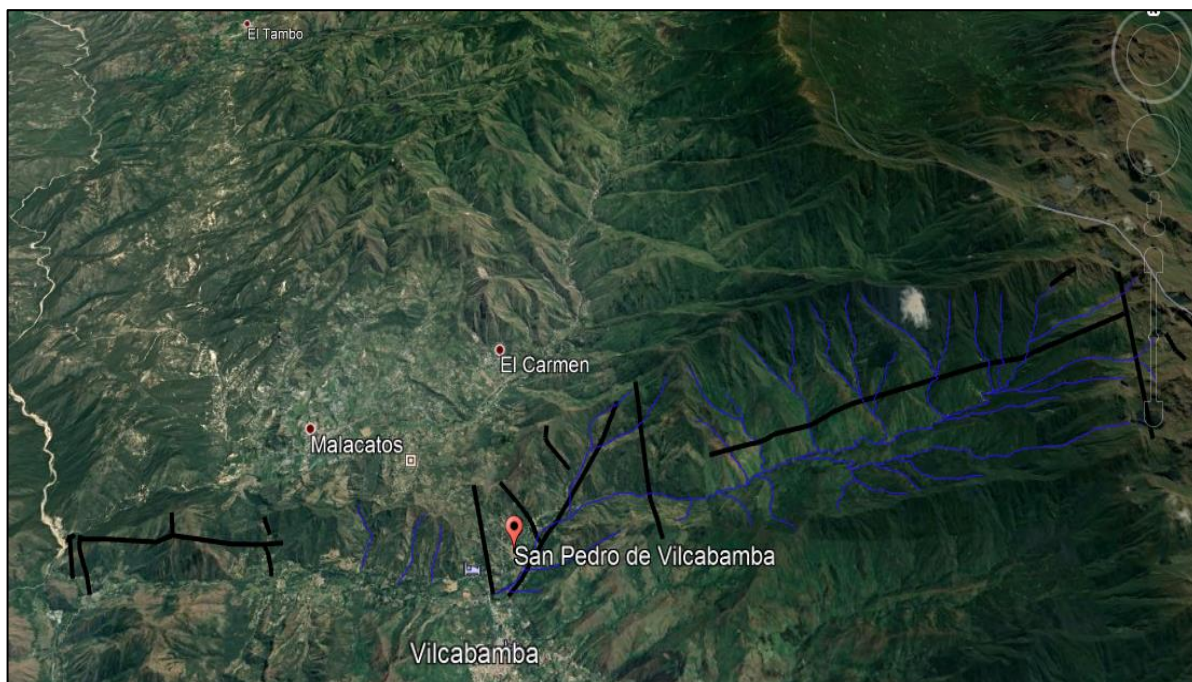 El Tambo
El Carmen
Malacatos
San Pedro de Vilcabamba
Vilcabamba